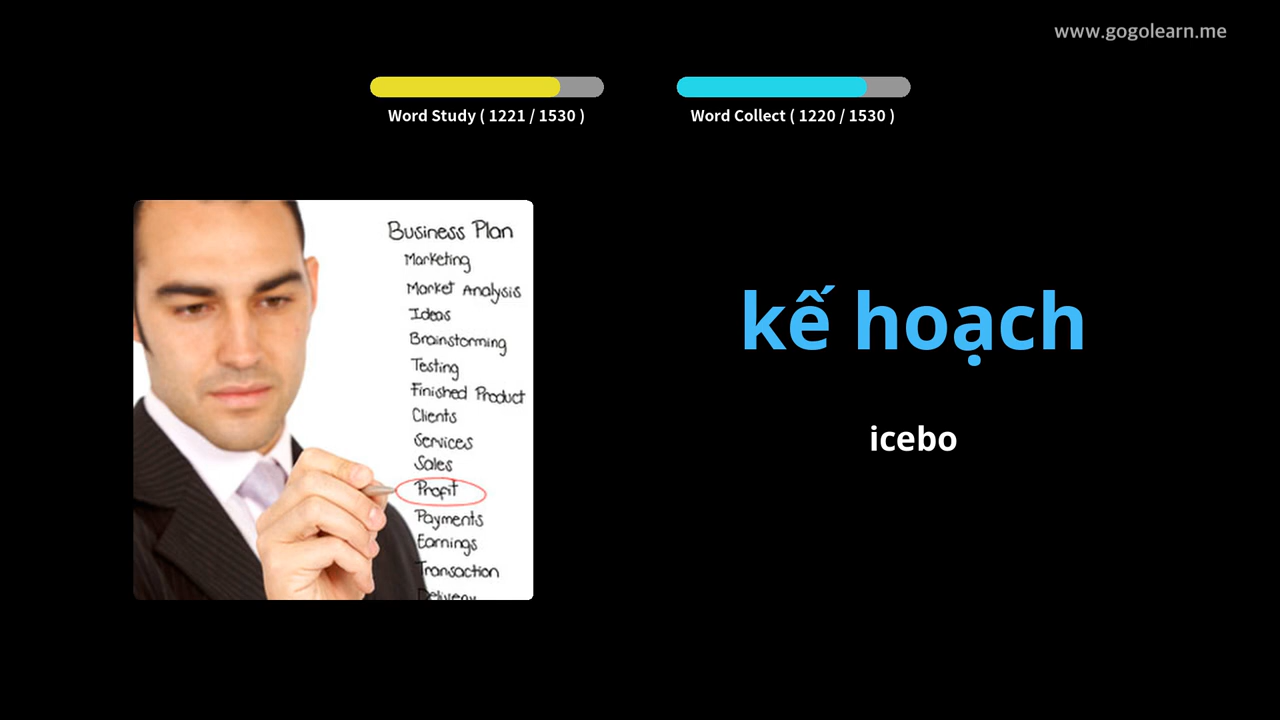 www.gogolearn.me
Word Study ( 1221 / 1530 )
Word Collect ( 1220 / 1530 )
Business Plan
Marketing
Market Analysis
Ideas
Brainstorming
Testing
Finished Product
Clients
Services
Sales
Profit
Payments
Earnings
Transaction
Delivery
kế hoạch
icebo